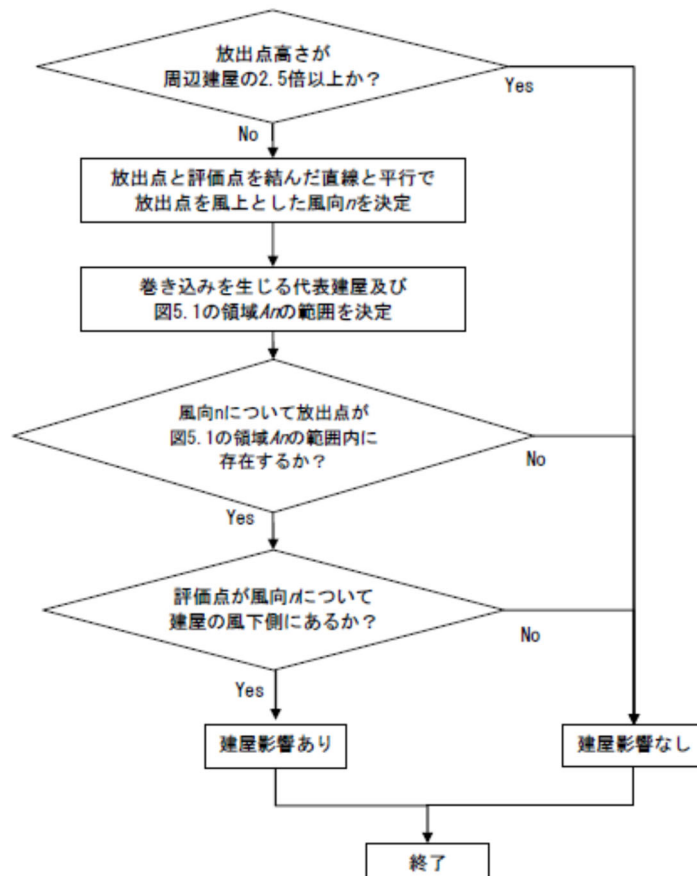 放出点高さが
周辺建屋の2.5倍以上か？
Yes
No
放出点と評価点を結んだ直線と平行で
放出点を風上とした風向nを決定
巻き込みを生じる代表建屋及び
図5.1の領域Anの範囲を決定
風向nについて放出点が
図5.1の領域Anの範囲内に
存在するか？
No
Yes
評価点が風向nについて
建屋の風下側にあるか？
No
Yes
建屋影響あり
建屋影響なし
終了